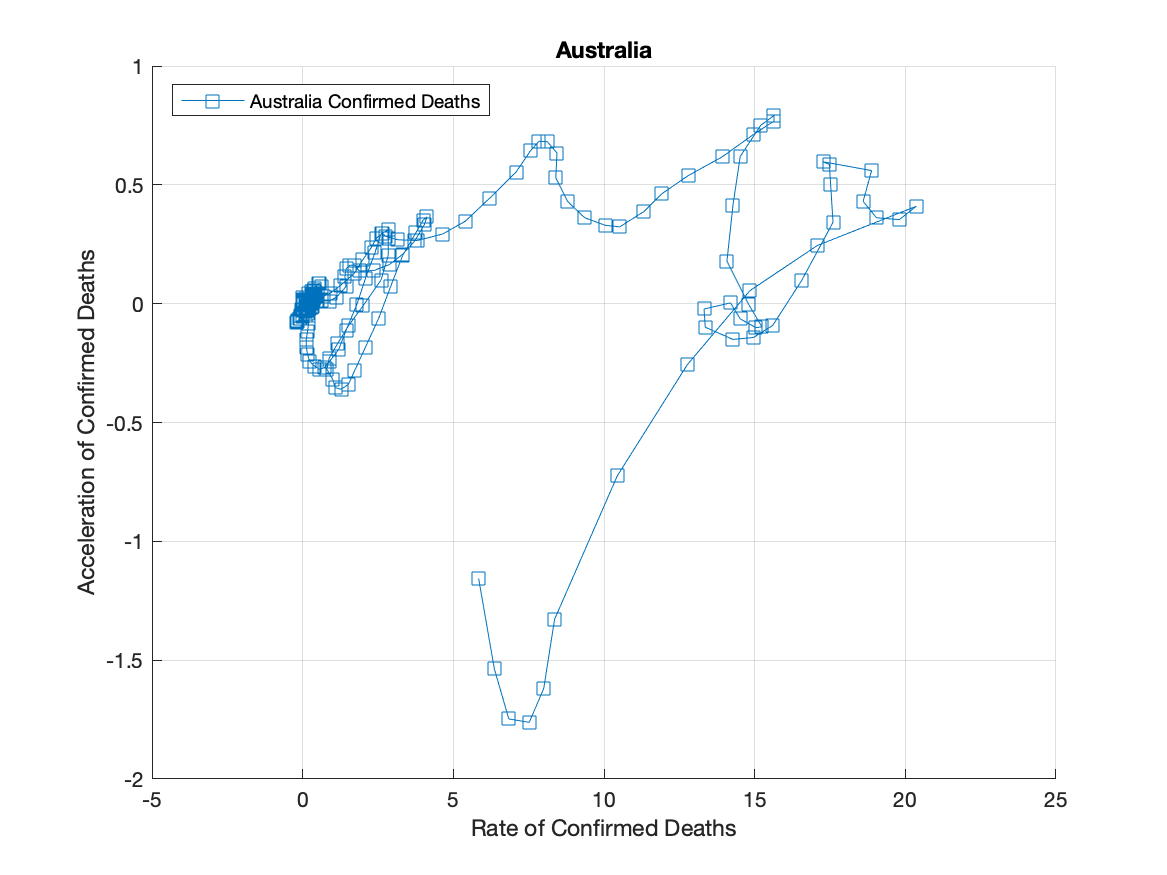 Australia
Australia Confirmed Deaths
1
0.5
0
-0.5
-1
-1.5
-2
Acceleration of Confirmed Deaths
-5 0 5 10 15 20 25
Rate of Confirmed Deaths